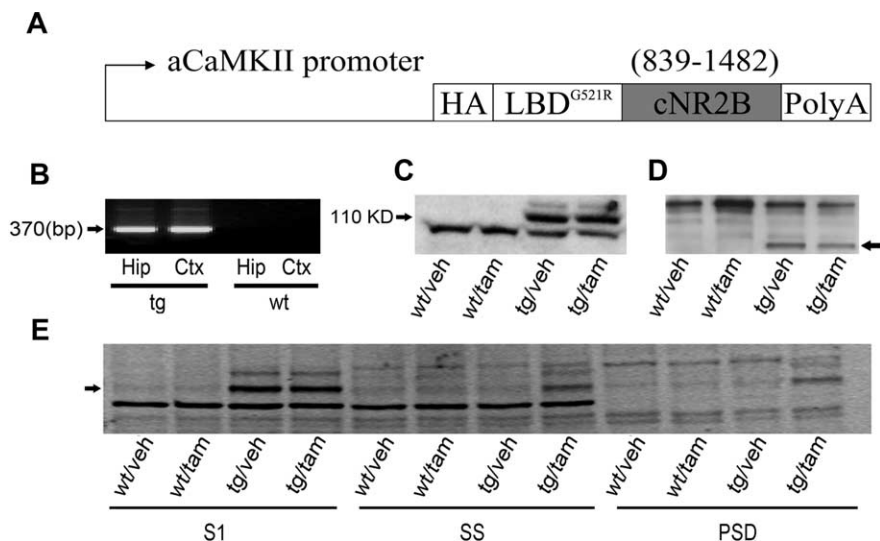 A
aCaMKII promoter
(839-1482)
HA LBD^G521R cNR2B PolyA
B
370(bp)
Hip Ctx Hip Ctx
tg wt
C
110 KD
wt/veh wt/tam tg/veh tg/tam
D
wt/veh wt/tam tg/veh tg/tam
E
wt/veh wt/tam tg/veh tg/tam wt/veh wt/tam tg/veh tg/tam wt/veh wt/tam tg/veh tg/tam
S1 SS PSD